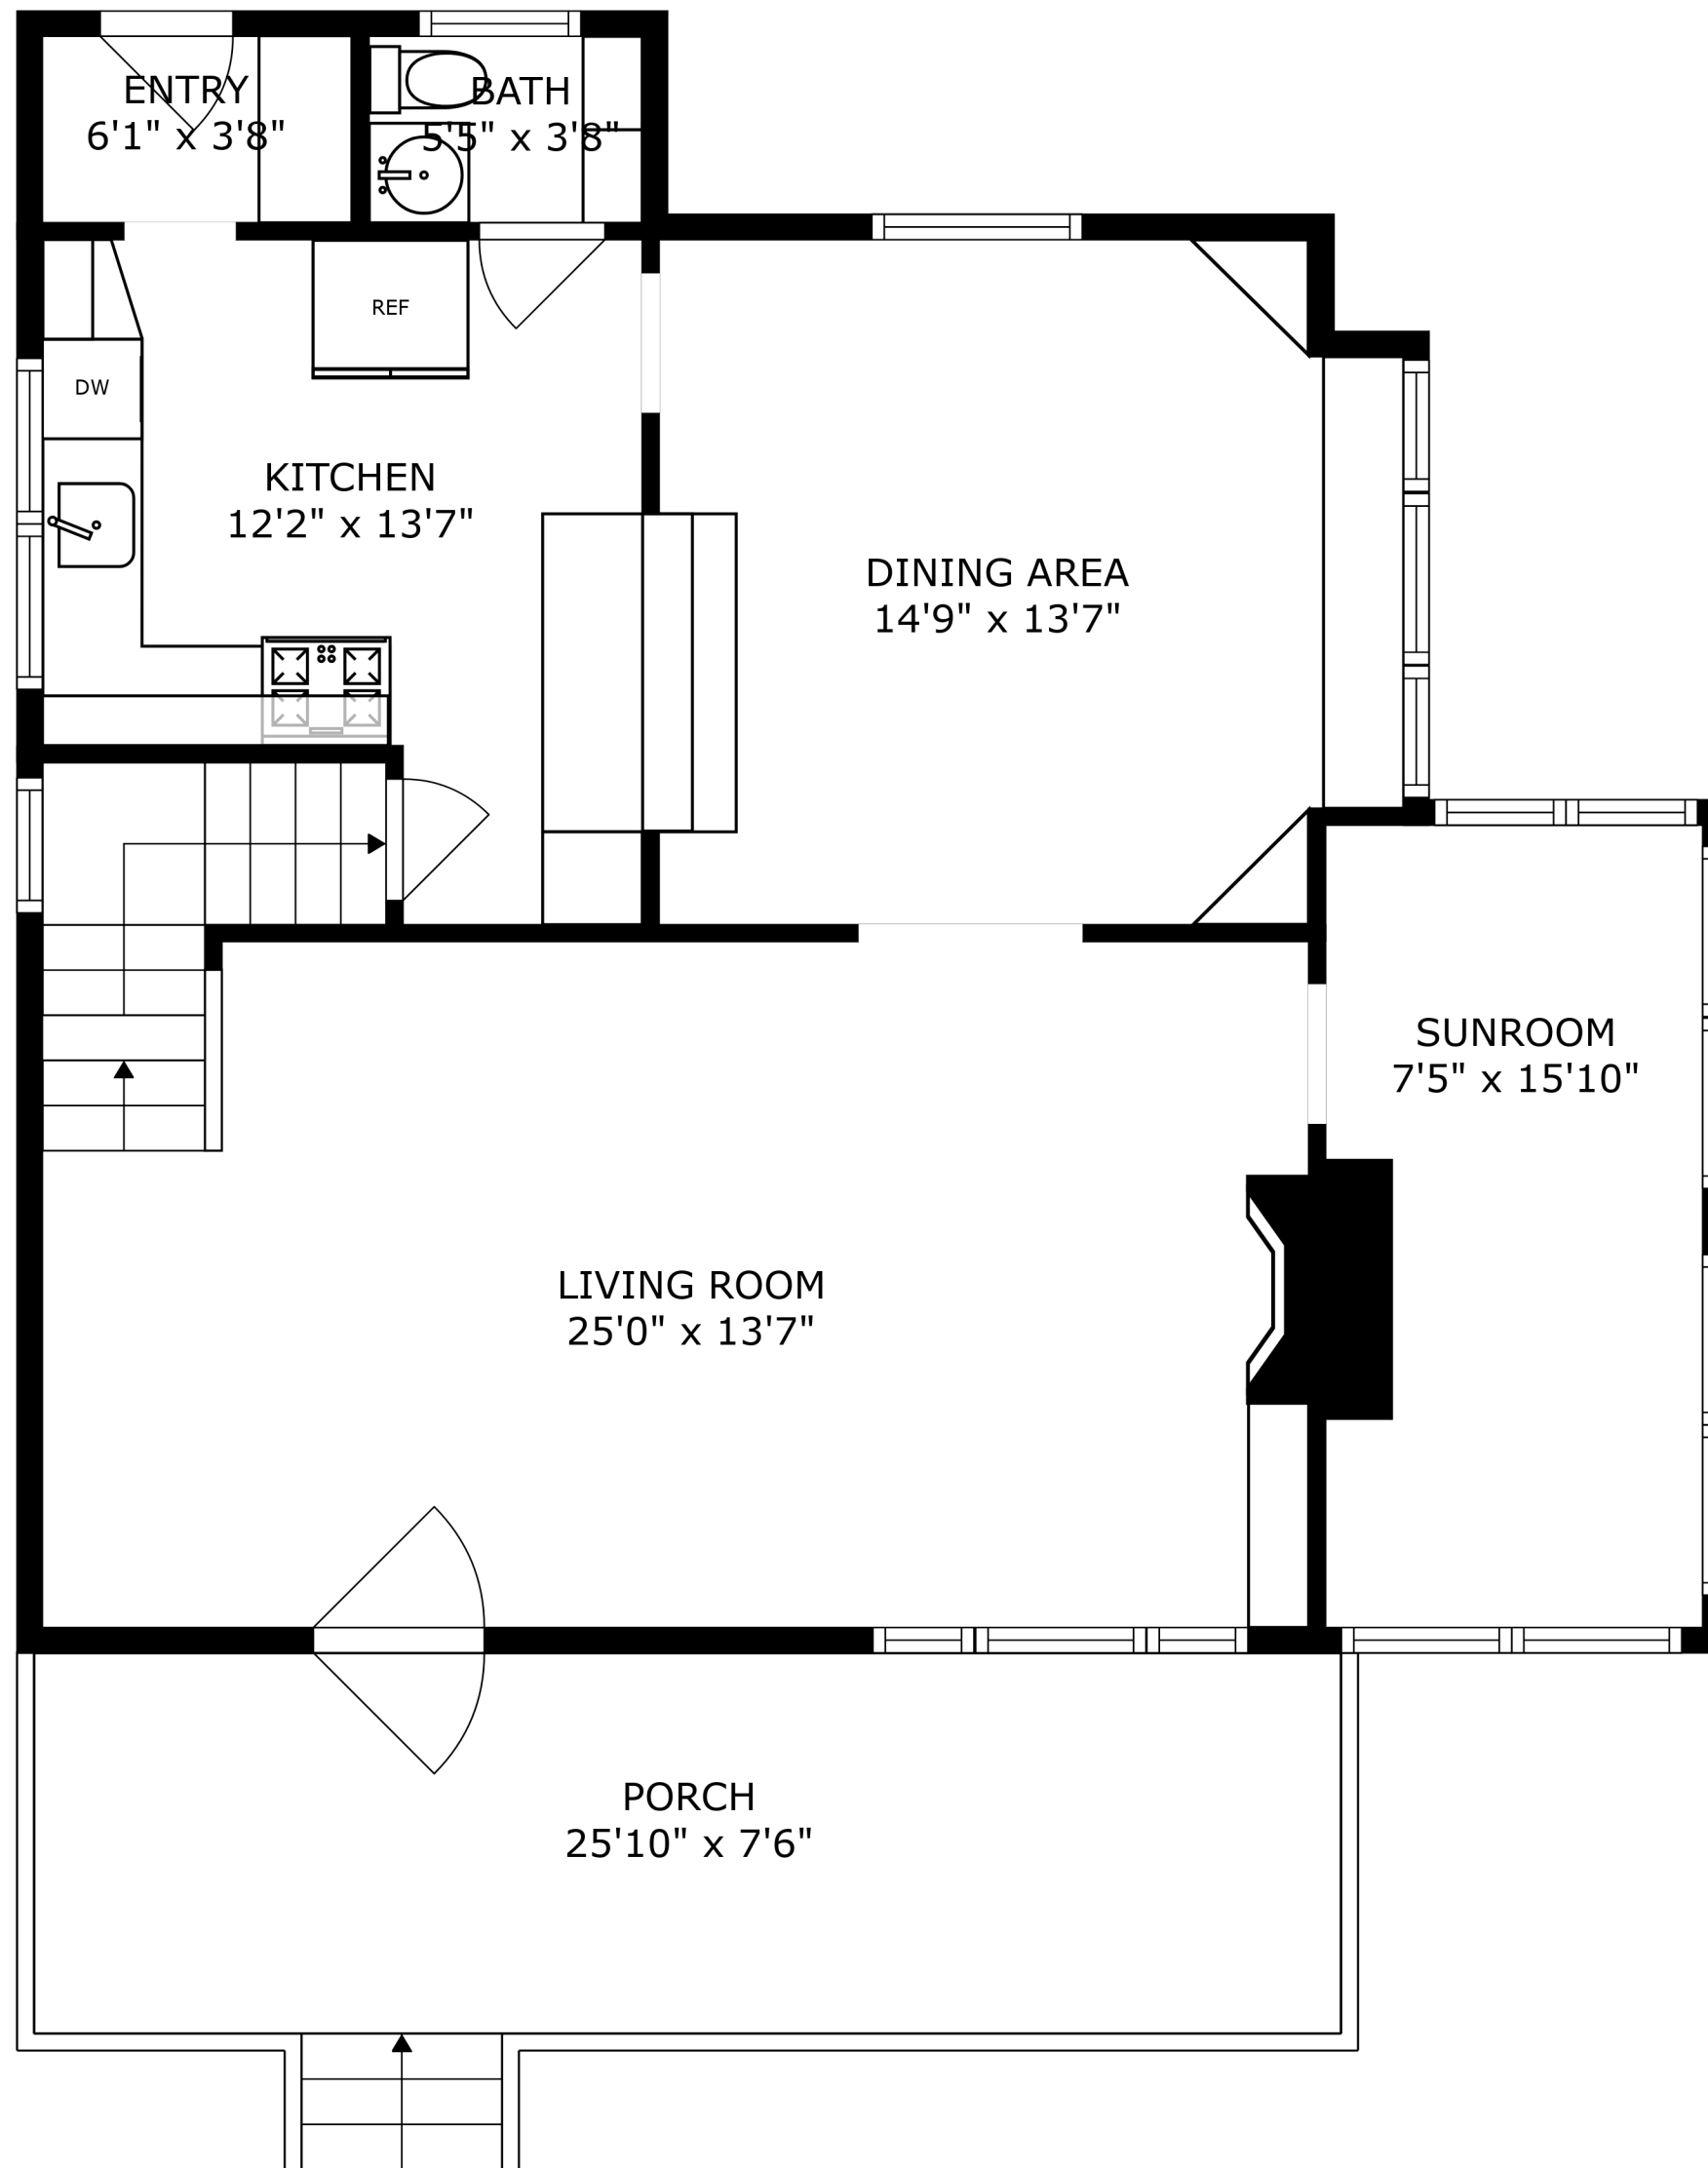 ENTRY
6'1" x 3'8"
BATH
5'5" x 3'8"
REF
DW
KITCHEN
12'2" x 13'7"
DINING AREA
14'9" x 13'7"
SUNROOM
7'5" x 15'10"
LIVING ROOM
25'0" x 13'7"
PORCH
25'10" x 7'6"